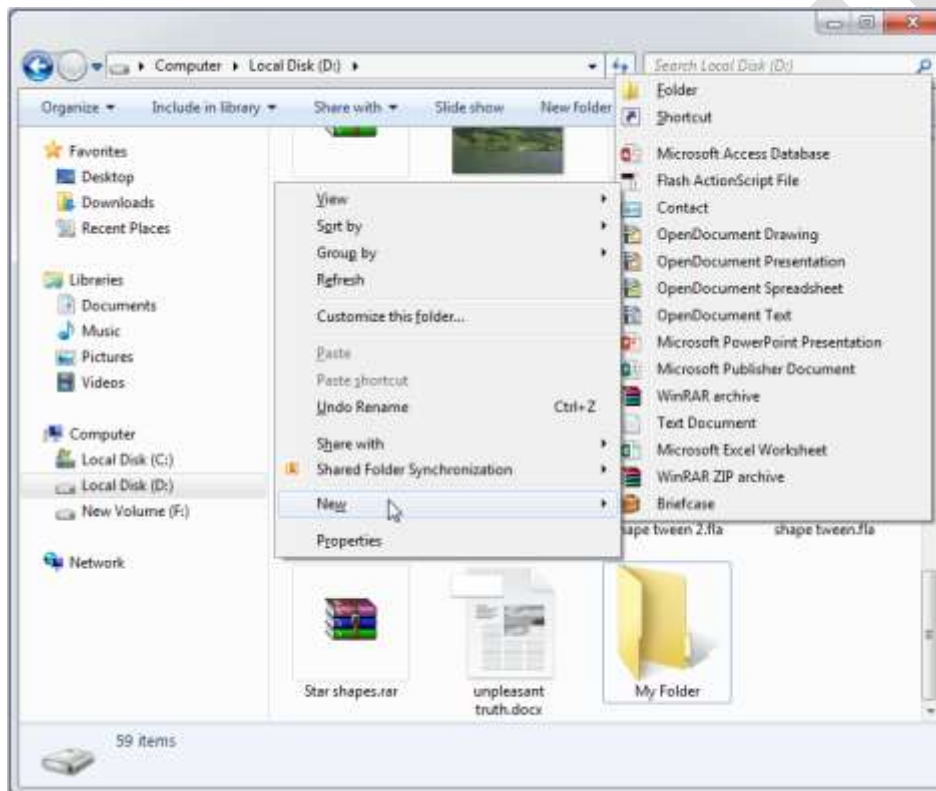 Computer ▸ Local Disk (D:) ▸
Search Local Disk (D:)
Organize
Include in library
Share with
Slide show
New folder
Favorites
Desktop
Downloads
Recent Places
Libraries
Documents
Music
Pictures
Videos
Computer
Local Disk (C:)
Local Disk (D:)
New Volume (F:)
Network
View
Sort by
Group by
Refresh
Customize this folder...
Paste
Paste shortcut
Undo Rename Ctrl+Z
Share with
Shared Folder Synchronization
New
Properties
Folder
Shortcut
Microsoft Access Database
Flash ActionScript File
Contact
OpenDocument Drawing
OpenDocument Presentation
OpenDocument Spreadsheet
OpenDocument Text
Microsoft PowerPoint Presentation
Microsoft Publisher Document
WinRAR archive
Text Document
Microsoft Excel Worksheet
WinRAR ZIP archive
Briefcase
hape tween 2.fla
shape tween.fla
Star shapes.rar
unpleasant
truth.docx
My Folder
59 items